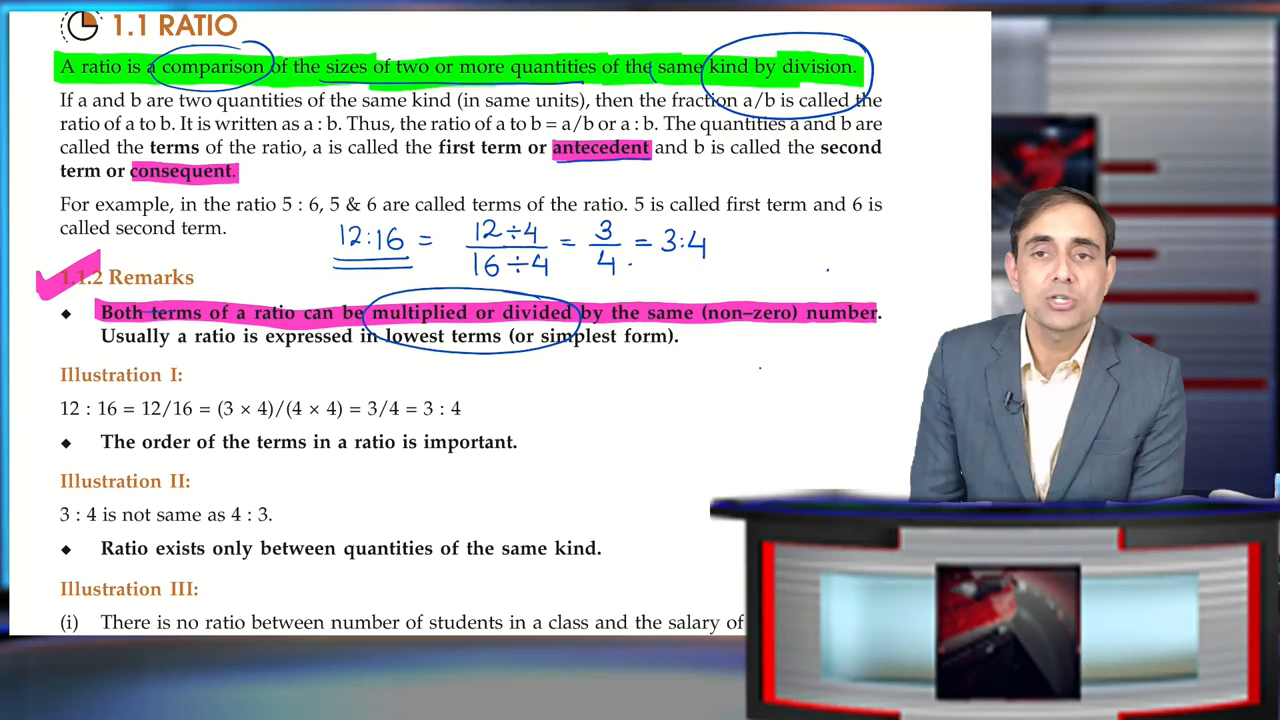 1.1 RATIO
A ratio is a comparison of the sizes of two or more quantities of the same kind by division.
If a and b are two quantities of the same kind (in same units), then the fraction a/b is called the
ratio of a to b. It is written as a : b. Thus, the ratio of a to b = a/b or a : b. The quantities a and b are
called the terms of the ratio, a is called the first term or antecedent and b is called the second
term or consequent.
For example, in the ratio 5 : 6, 5 & 6 are called terms of the ratio. 5 is called first term and 6 is
called second term.
12:16 = 12÷4/16÷4 = 3/4 = 3:4
1.1.2 Remarks
◆ Both terms of a ratio can be multiplied or divided by the same (non–zero) number.
Usually a ratio is expressed in lowest terms (or simplest form).
Illustration I:
12 : 16 = 12/16 = (3 × 4)/(4 × 4) = 3/4 = 3 : 4
◆ The order of the terms in a ratio is important.
Illustration II:
3 : 4 is not same as 4 : 3.
◆ Ratio exists only between quantities of the same kind.
Illustration III:
(i) There is no ratio between number of students in a class and the salary of